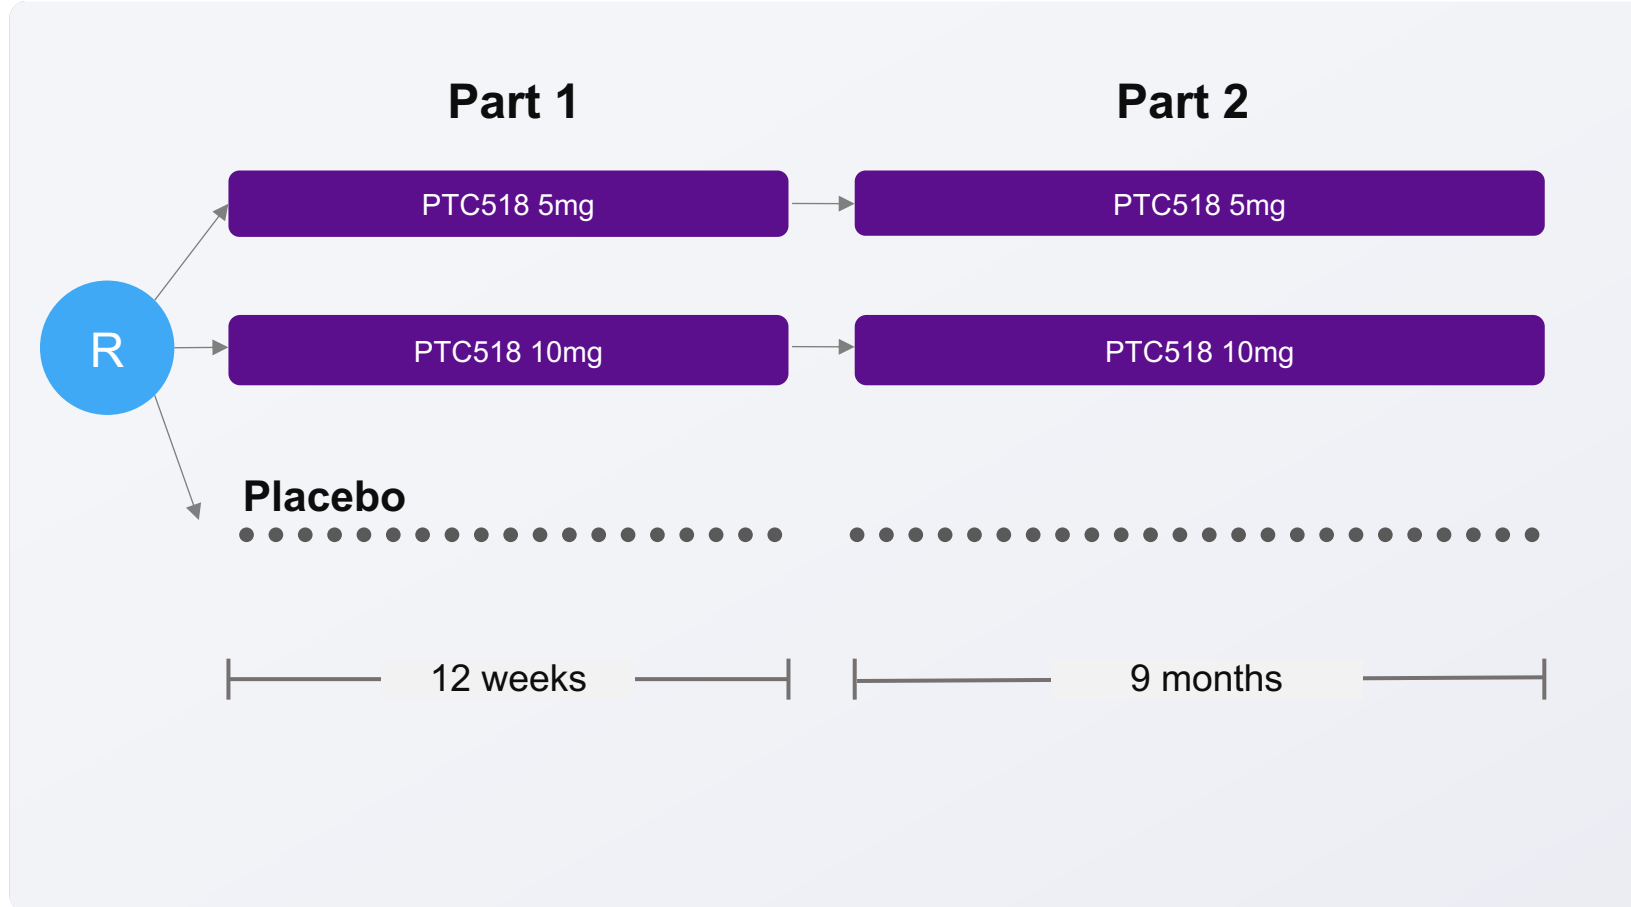 Part 1
Part 2
PTC518 5mg
PTC518 5mg
R
PTC518 10mg
PTC518 10mg
Placebo
12 weeks
9 months